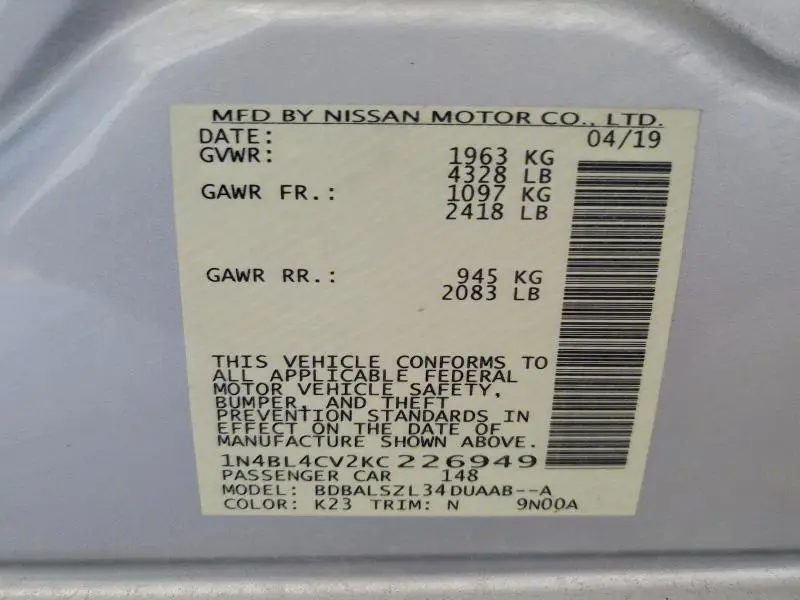 MFD BY NISSAN MOTOR CO., LTD.
DATE: 04/19
GVWR: 1963 KG
4328 LB
GAWR FR.: 1097 KG
2418 LB
GAWR RR.: 945 KG
2083 LB
THIS VEHICLE CONFORMS TO
ALL APPLICABLE FEDERAL
MOTOR VEHICLE SAFETY,
BUMPER, AND THEFT
PREVENTION STANDARDS IN
EFFECT ON THE DATE OF
MANUFACTURE SHOWN ABOVE.
1N4BL4CV2KC226949
PASSENGER CAR 148
MODEL: BDBALSZL34DUAAB--A
COLOR: K23 TRIM: N 9N00A